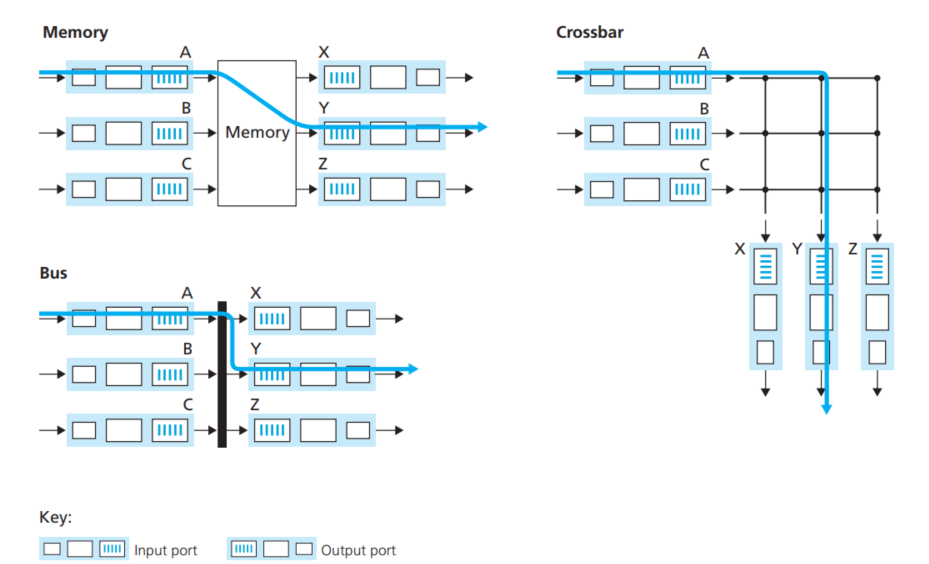 Memory
A
X
B
Y
Memory
C
Z
Crossbar
A
B
C
X
Y
Z
Bus
A
X
B
Y
C
Z
Key:
Input port
Output port